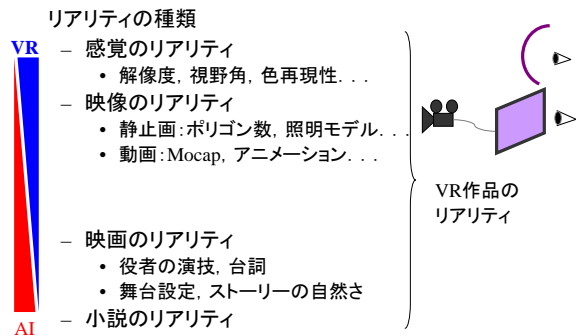 リアリティの種類
VR
– 感覚のリアリティ
• 解像度, 視野角, 色再現性. . .
– 映像のリアリティ
• 静止画：ポリゴン数, 照明モデル. . .
• 動画：Mocap, アニメーション. . .
VR作品の
リアリティ
– 映画のリアリティ
• 役者の演技, 台詞
• 舞台設定, ストーリーの自然さ
– 小説のリアリティ
AI